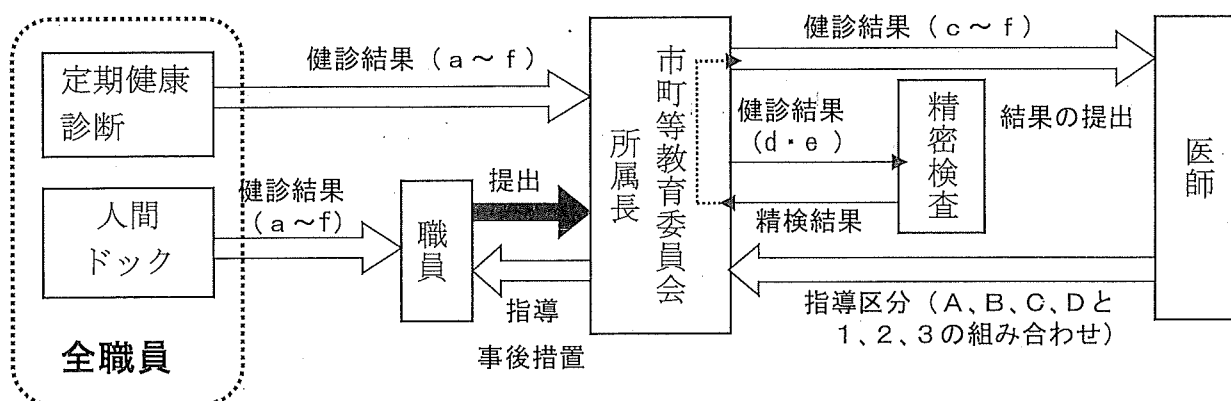 定期健康
診断
人間
ドック
全職員
健診結果（a～f）
健診結果
（a～f）
職員
提出
指導
事後措置
所属長
市町等教育委員会
健診結果（c～f）
健診結果
（d・e）
精検結果
精密検査
結果の提出
指導区分（A、B、C、Dと
1、2、3の組み合わせ）
医師